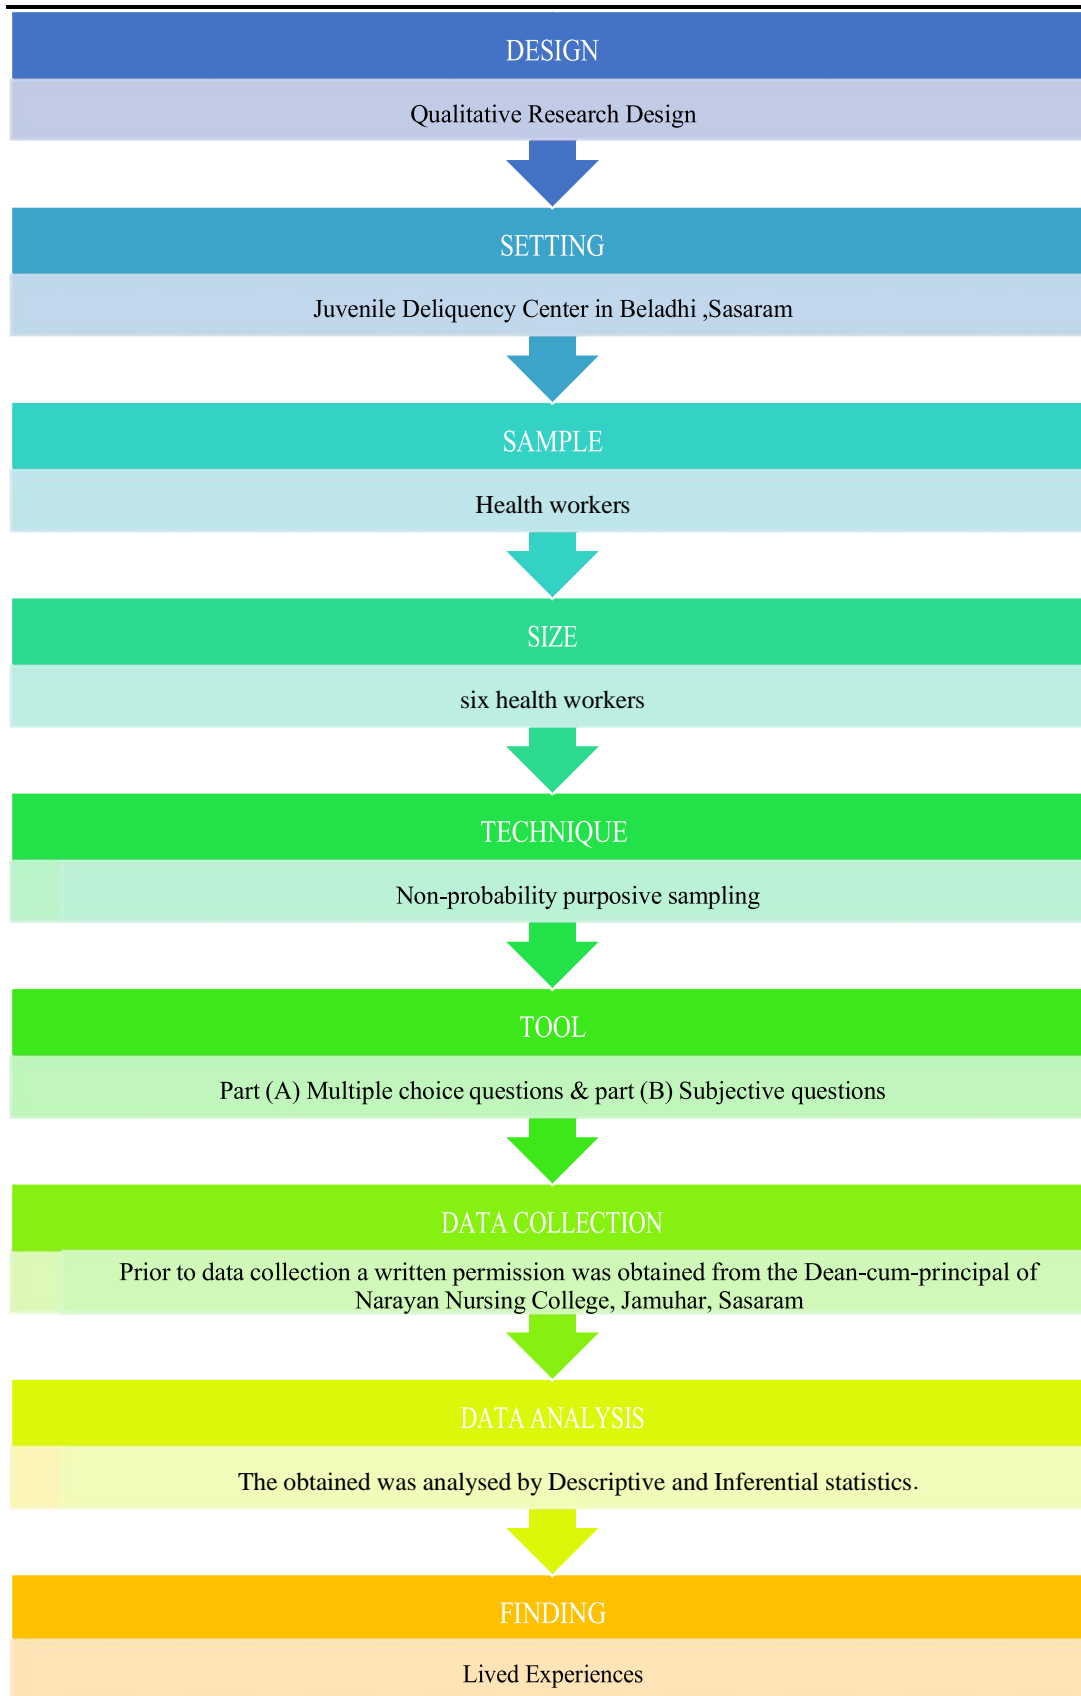 DESIGN
Qualitative Research Design
SETTING
Juvenile Deliquency Center in Beladhi ,Sasaram
SAMPLE
Health workers
SIZE
six health workers
TECHNIQUE
Non-probability purposive sampling
TOOL
Part (A) Multiple choice questions & part (B) Subjective questions
DATA COLLECTION
Prior to data collection a written permission was obtained from the Dean-cum-principal of
Narayan Nursing College, Jamuhar, Sasaram
DATA ANALYSIS
The obtained was analysed by Descriptive and Inferential statistics.
FINDING
Lived Experiences